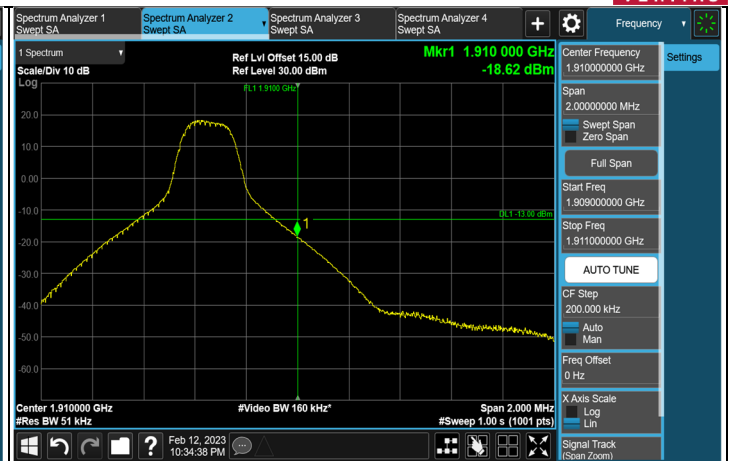 Spectrum Analyzer 1
Swept SA
Spectrum Analyzer 2
Swept SA
Spectrum Analyzer 3
Swept SA
Spectrum Analyzer 4
Swept SA
+
Frequency
1 Spectrum
Scale/Div 10 dB
Log
Ref Lvl Offset 15.00 dB
Ref Level 30.00 dBm
Mkr1 1.910 000 GHz
-18.62 dBm
FL1 1.9100 GHz
20.0
10.0
0.00
-10.0
-20.0
-30.0
-40.0
-50.0
-60.0
DL1 -13.00 dBm
1
Center 1.910000 GHz
#Res BW 51 kHz
#Video BW 160 kHz*
Span 2.000 MHz
#Sweep 1.00 s (1001 pts)
Center Frequency
1.910000000 GHz
Settings
Span
2.00000000 MHz
Swept Span
Zero Span
Full Span
Start Freq
1.909000000 GHz
Stop Freq
1.911000000 GHz
AUTO TUNE
CF Step
200.000 kHz
Auto
Man
Freq Offset
0 Hz
X Axis Scale
Log
Lin
Signal Track
(Span Zoom)
?
Feb 12, 2023
10:34:38 PM